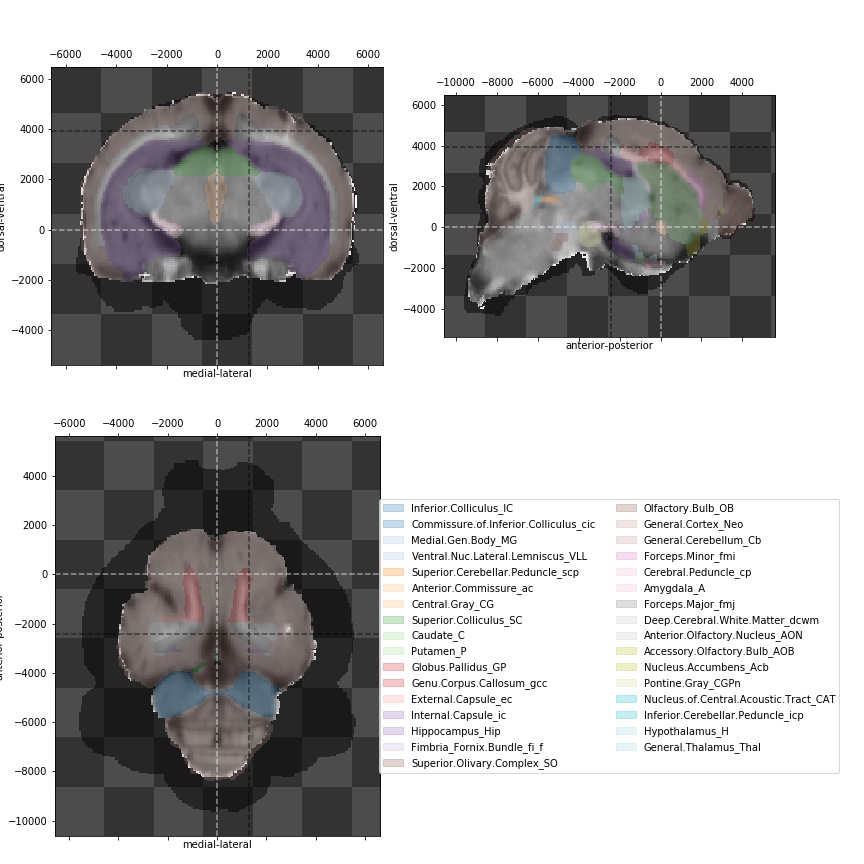 −6000 −4000 −2000 0 2000 4000 6000
6000
4000
2000
0
−2000
−4000
dorsal-ventral
medial-lateral
−10000 −8000 −6000 −4000 −2000 0 2000 4000
6000
4000
2000
0
−2000
−4000
dorsal-ventral
anterior-posterior
−6000 −4000 −2000 0 2000 4000 6000
4000
2000
0
−2000
−4000
−6000
−8000
−10000
anterior-posterior
medial-lateral
Inferior.Colliculus_IC
Commissure.of.Inferior.Colliculus_cic
Medial.Gen.Body_MG
Ventral.Nuc.Lateral.Lemniscus_VLL
Superior.Cerebellar.Peduncle_scp
Anterior.Commissure_ac
Central.Gray_CG
Superior.Colliculus_SC
Caudate_C
Putamen_P
Globus.Pallidus_GP
Genu.Corpus.Callosum_gcc
External.Capsule_ec
Internal.Capsule_ic
Hippocampus_Hip
Fimbria_Fornix.Bundle_fi_f
Superior.Olivary.Complex_SO
Olfactory.Bulb_OB
General.Cortex_Neo
General.Cerebellum_Cb
Forceps.Minor_fmi
Cerebral.Peduncle_cp
Amygdala_A
Forceps.Major_fmj
Deep.Cerebral.White.Matter_dcwm
Anterior.Olfactory.Nucleus_AON
Accessory.Olfactory.Bulb_AOB
Nucleus.Accumbens_Acb
Pontine.Gray_CGPn
Nucleus.of.Central.Acoustic.Tract_CAT
Inferior.Cerebellar.Peduncle_icp
Hypothalamus_H
General.Thalamus_Thal